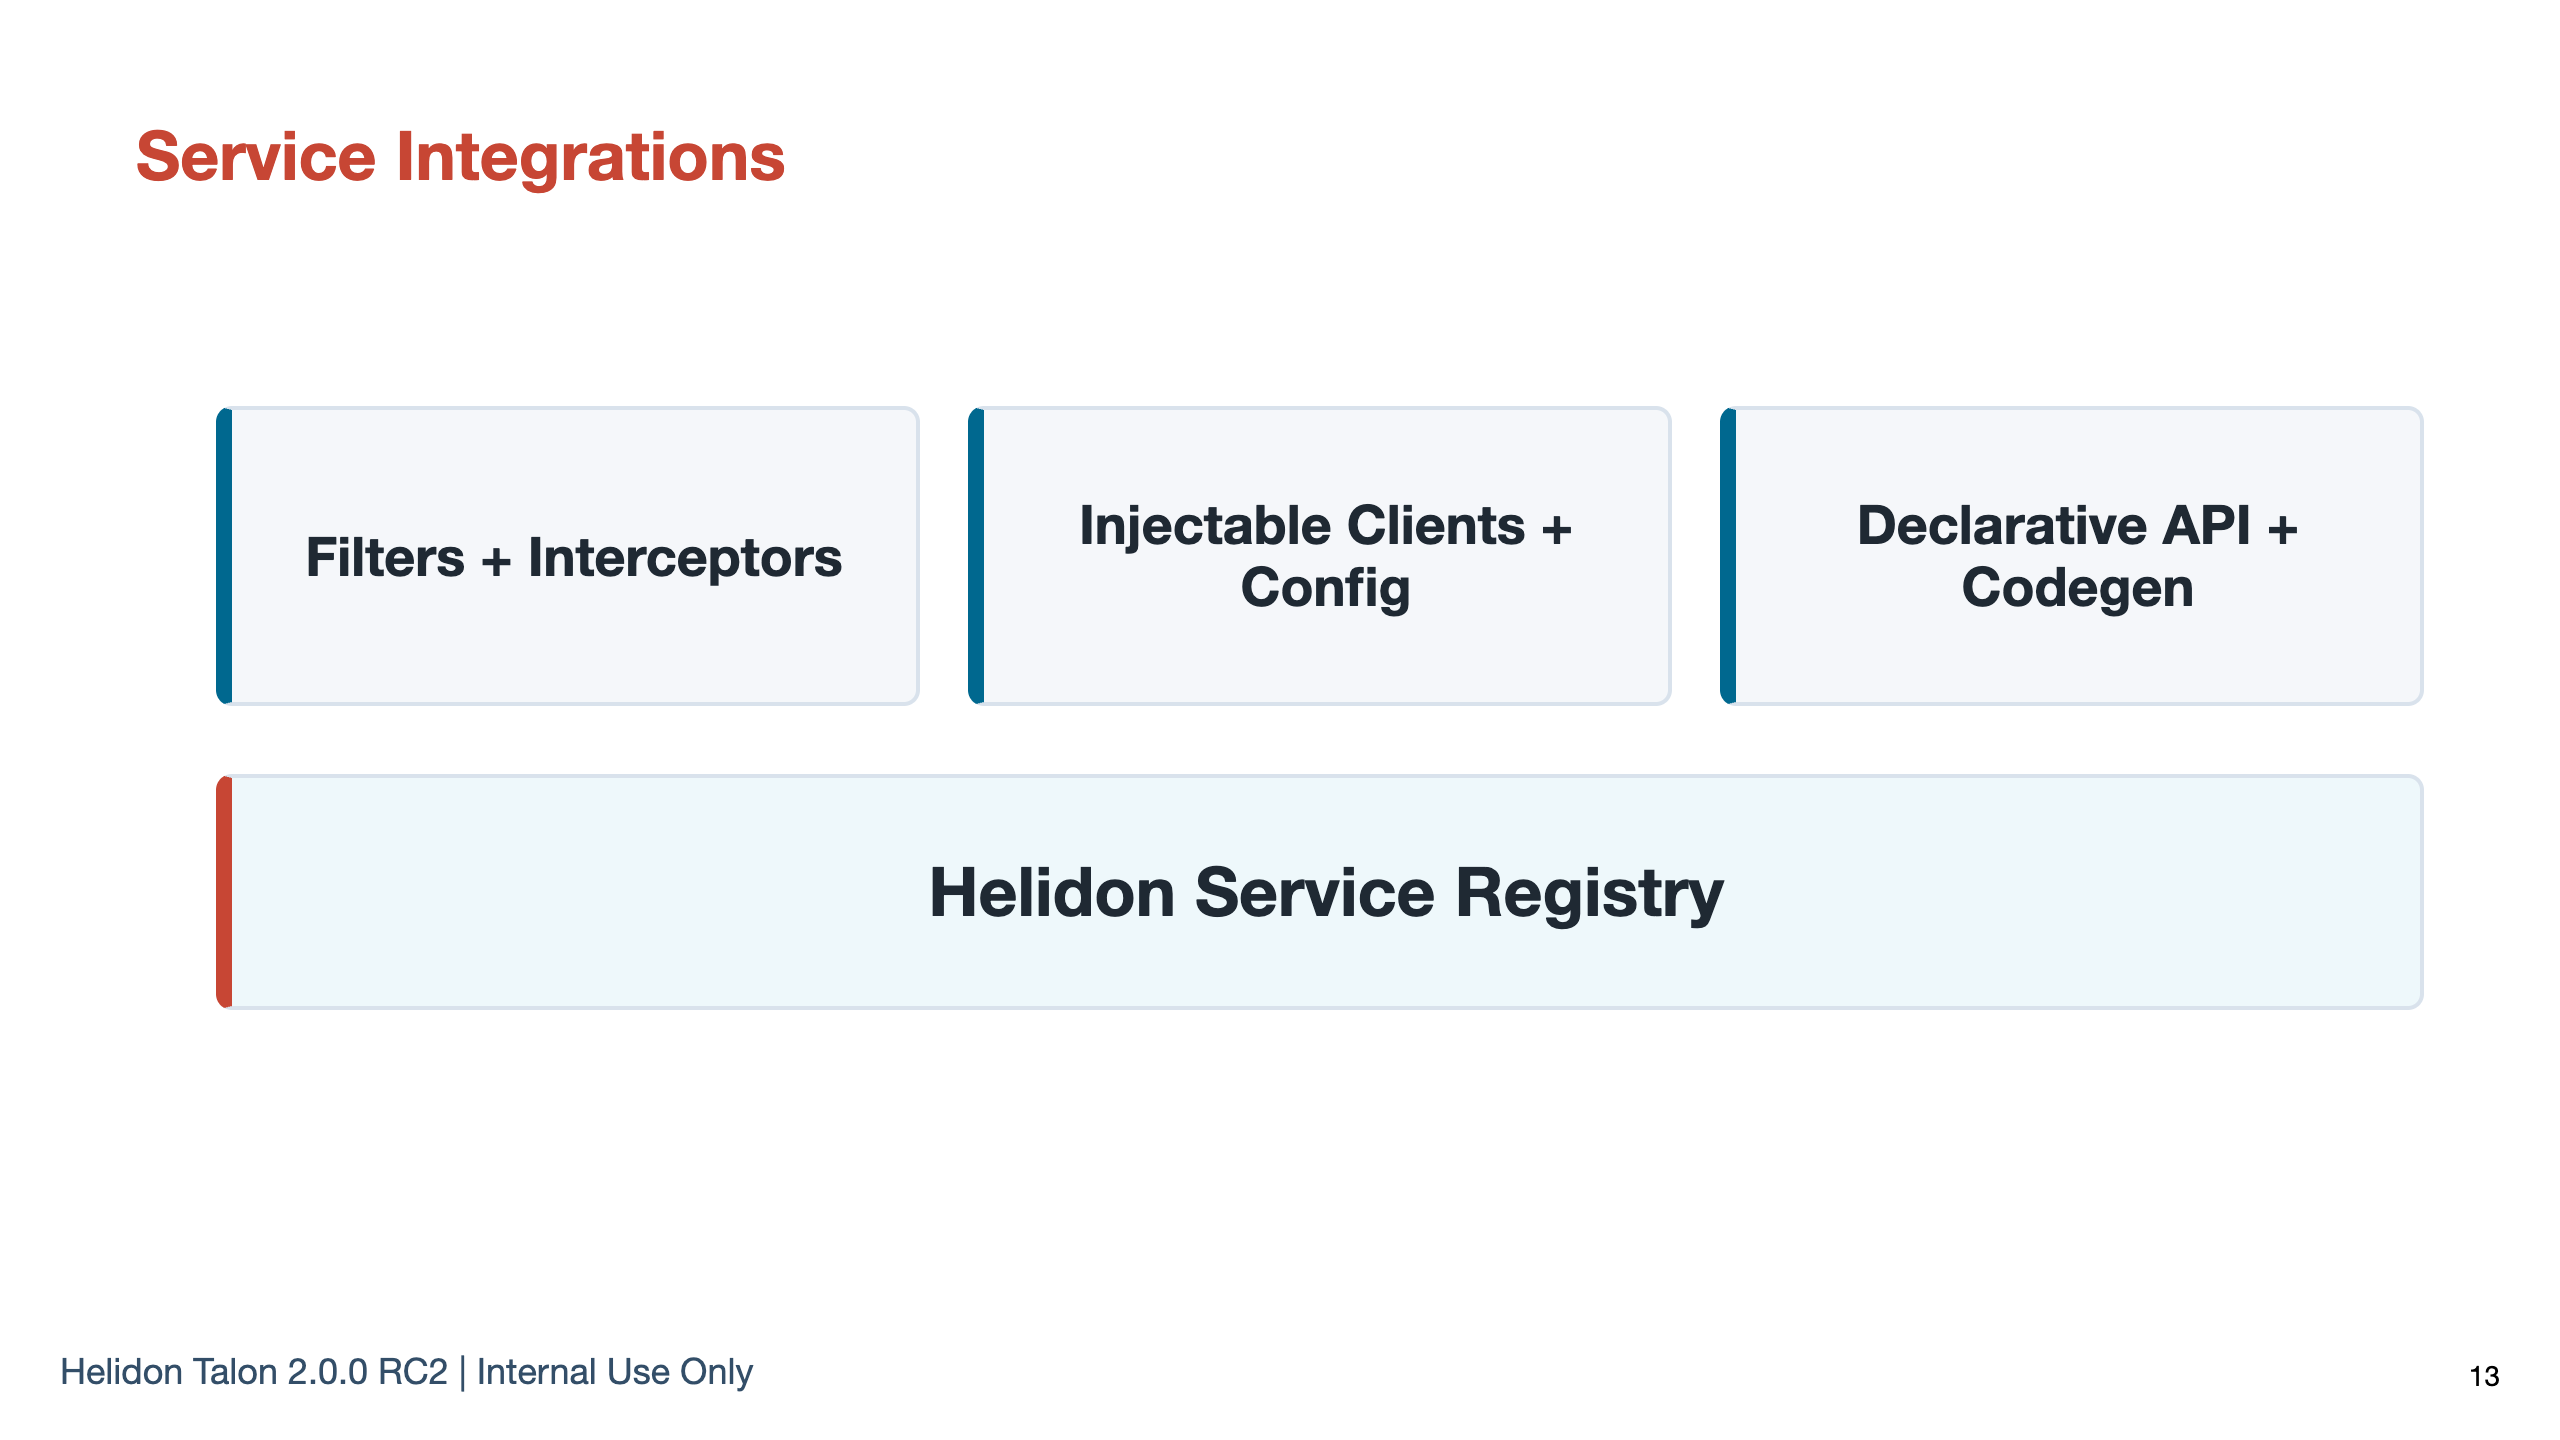 Service Integrations
Filters + Interceptors
Injectable Clients +
Config
Declarative API +
Codegen
Helidon Service Registry
Helidon Talon 2.0.0 RC2 | Internal Use Only
13